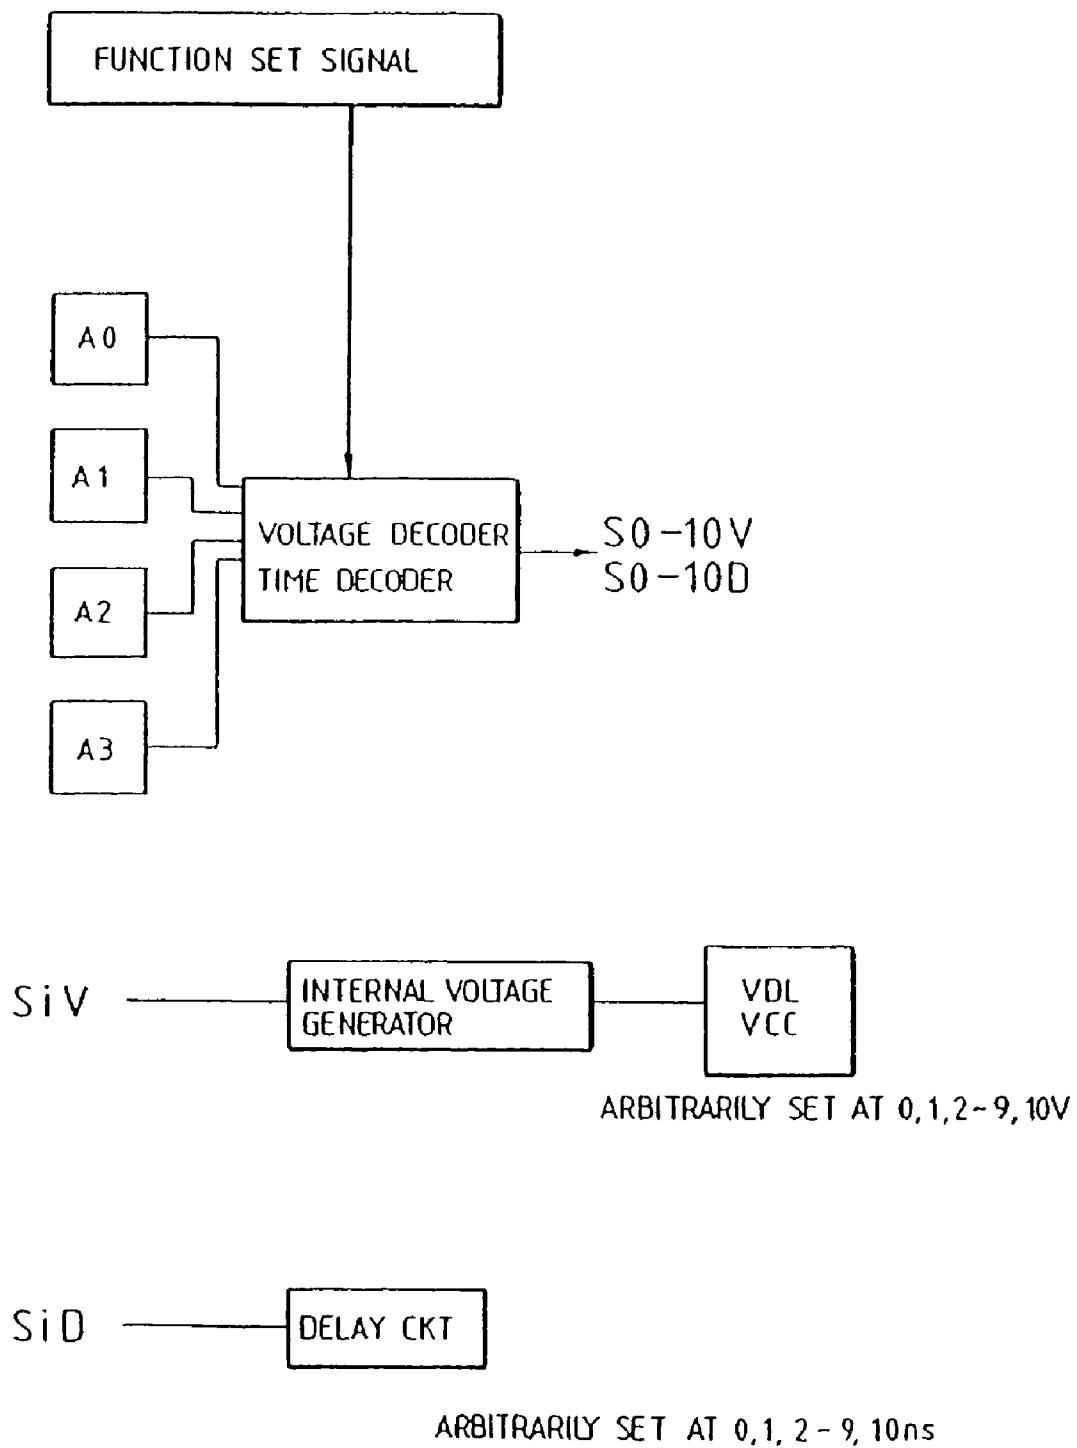 FUNCTION SET SIGNAL
A0
A1
A2
A3
VOLTAGE DECODER
TIME DECODER
S0-10V
S0-10D
SiV
INTERNAL VOLTAGE
GENERATOR
VDL
VCC
ARBITRARILY SET AT 0,1,2~9,10V
SiD
DELAY CKT
ARBITRARILY SET AT 0,1,2~9,10ns